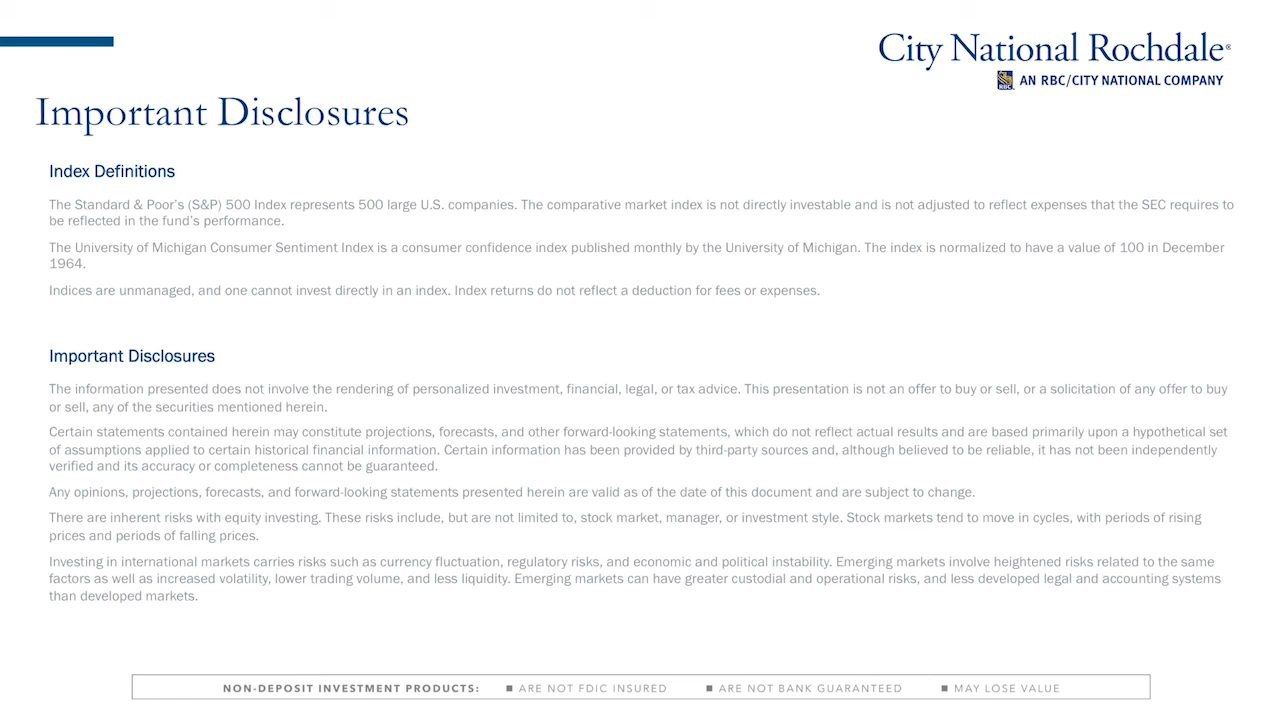 City National Rochdale®
RBC AN RBC/CITY NATIONAL COMPANY
Important Disclosures
Index Definitions
The Standard & Poor’s (S&P) 500 Index represents 500 large U.S. companies. The comparative market index is not directly investable and is not adjusted to reflect expenses that the SEC requires to
be reflected in the fund’s performance.
The University of Michigan Consumer Sentiment Index is a consumer confidence index published monthly by the University of Michigan. The index is normalized to have a value of 100 in December
1964.
Indices are unmanaged, and one cannot invest directly in an index. Index returns do not reflect a deduction for fees or expenses.
Important Disclosures
The information presented does not involve the rendering of personalized investment, financial, legal, or tax advice. This presentation is not an offer to buy or sell, or a solicitation of any offer to buy
or sell, any of the securities mentioned herein.
Certain statements contained herein may constitute projections, forecasts, and other forward-looking statements, which do not reflect actual results and are based primarily upon a hypothetical set
of assumptions applied to certain historical financial information. Certain information has been provided by third-party sources and, although believed to be reliable, it has not been independently
verified and its accuracy or completeness cannot be guaranteed.
Any opinions, projections, forecasts, and forward-looking statements presented herein are valid as of the date of this document and are subject to change.
There are inherent risks with equity investing. These risks include, but are not limited to, stock market, manager, or investment style. Stock markets tend to move in cycles, with periods of rising
prices and periods of falling prices.
Investing in international markets carries risks such as currency fluctuation, regulatory risks, and economic and political instability. Emerging markets involve heightened risks related to the same
factors as well as increased volatility, lower trading volume, and less liquidity. Emerging markets can have greater custodial and operational risks, and less developed legal and accounting systems
than developed markets.
NON-DEPOSIT INVESTMENT PRODUCTS: ■ ARE NOT FDIC INSURED ■ ARE NOT BANK GUARANTEED ■ MAY LOSE VALUE